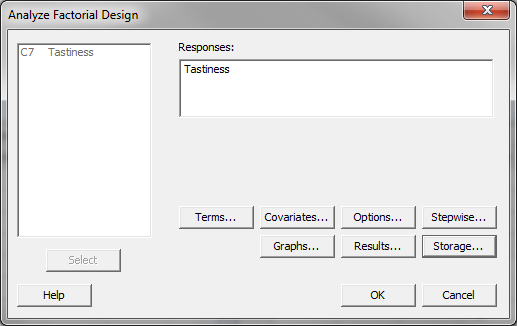 Analyze Factorial Design
C7 Tastiness
Responses:
Tastiness
Terms... Covariates... Options... Stepwise...
Graphs... Results... Storage...
Select
Help OK Cancel